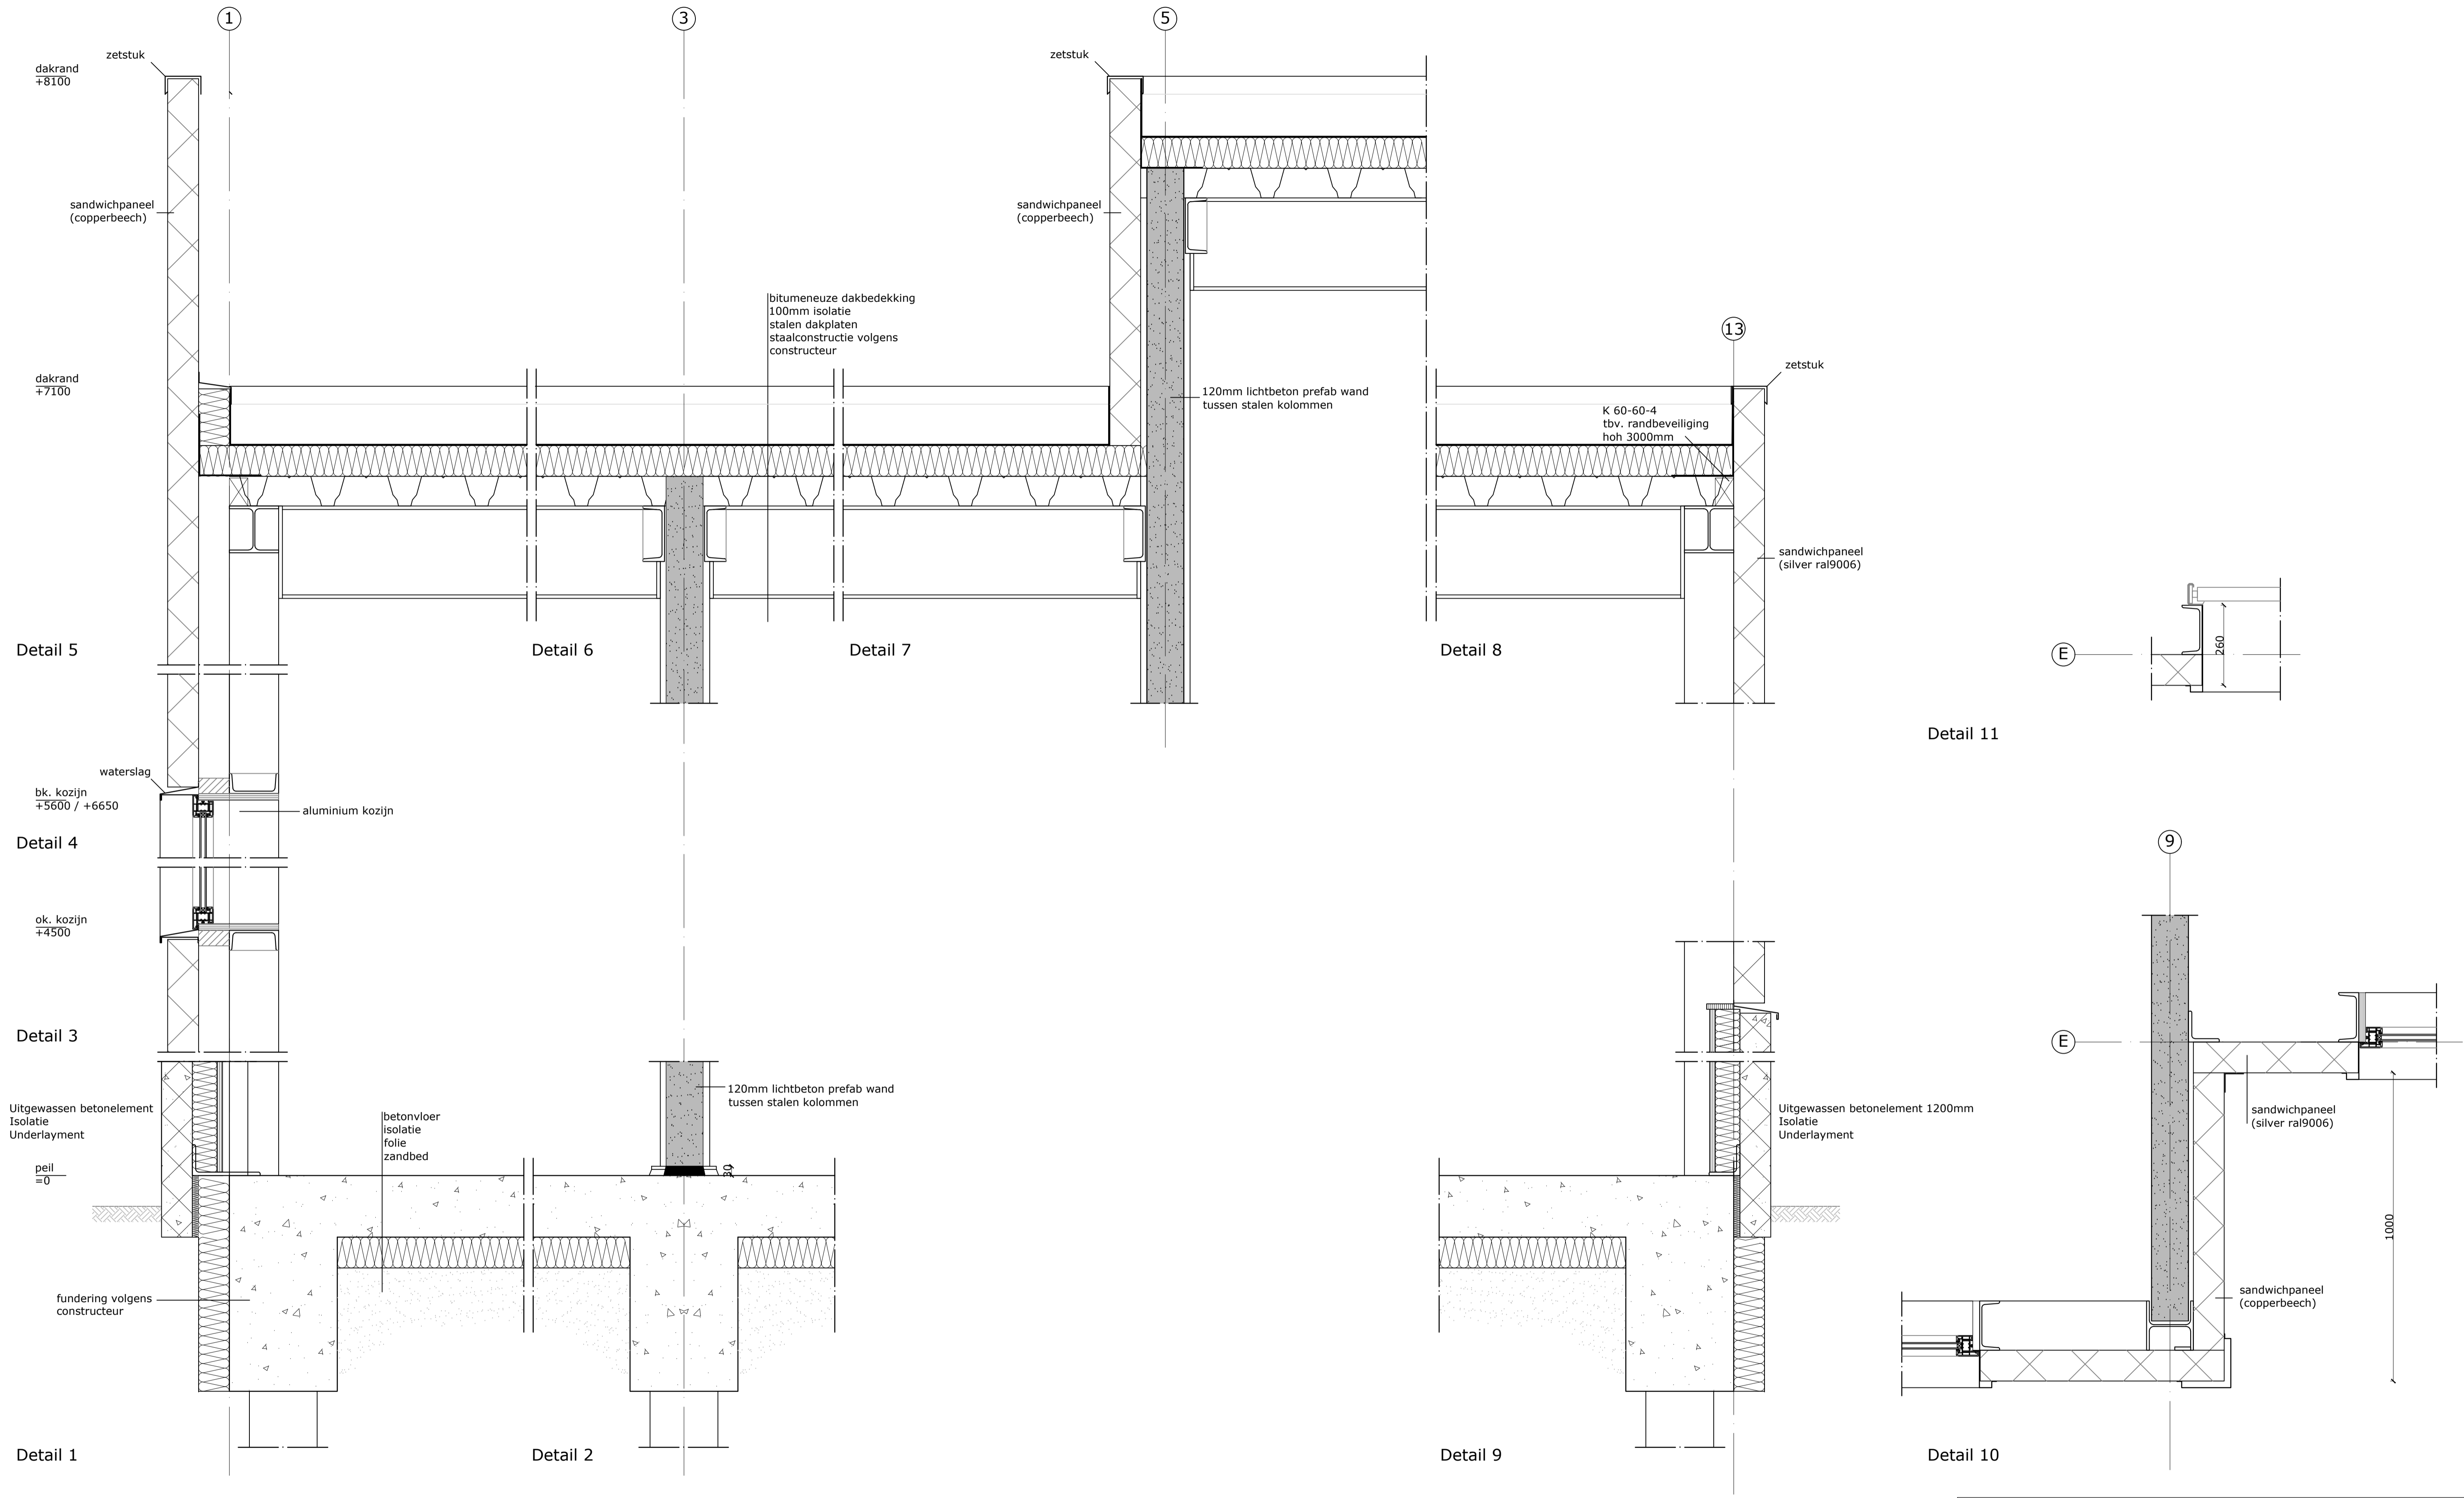 1
3
5
zetstuk
dakrand
+8100
zetstuk
sandwichpaneel
(copperbeech)
sandwichpaneel
(copperbeech)
bitumeneuze dakbedekking
100mm isolatie
stalen dakplaten
staalconstructie volgens
constructeur
13
zetstuk
dakrand
+7100
120mm lichtbeton prefab wand
tussen stalen kolommen
K 60-60-4
tbv. randbeveiliging
hoh 3000mm
sandwichpaneel
(silver ral9006)
Detail 5
Detail 6
Detail 7
Detail 8
E
260
Detail 11
waterslag
bk. kozijn
+5600 / +6650
aluminium kozijn
Detail 4
9
ok. kozijn
+4500
Detail 3
E
120mm lichtbeton prefab wand
tussen stalen kolommen
Uitgewassen betonelement
Isolatie
Underlayment
betonvloer
isolatie
folie
zandbed
Uitgewassen betonelement 1200mm
Isolatie
Underlayment
sandwichpaneel
(silver ral9006)
peil
=0
30
1000
fundering volgens
constructeur
sandwichpaneel
(copperbeech)
Detail 1
Detail 2
Detail 9
Detail 10